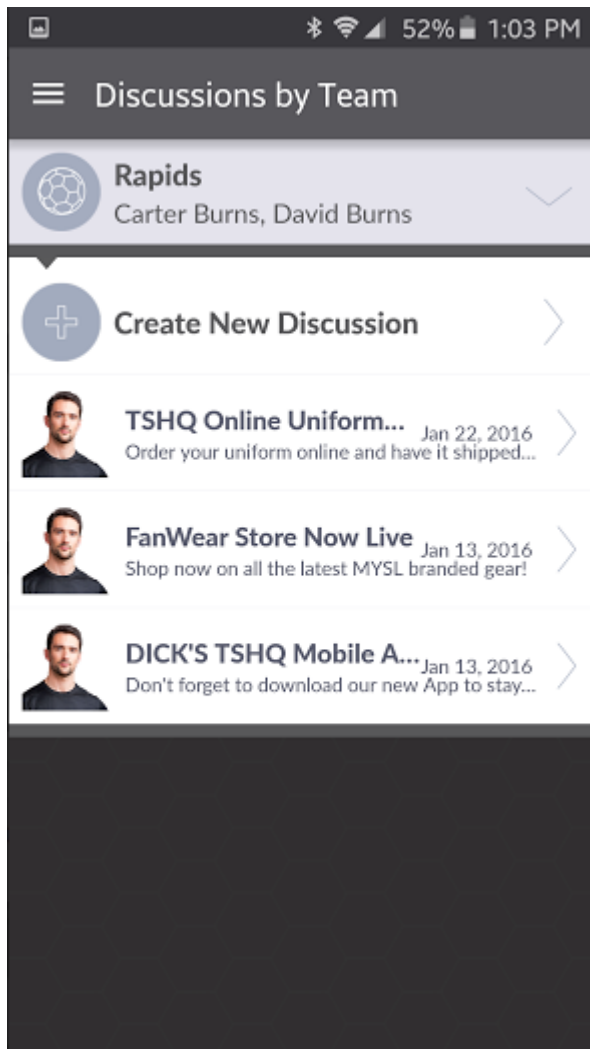 52% 1:03 PM
Discussions by Team
Rapids
Carter Burns, David Burns
Create New Discussion
TSHQ Online Uniform... Jan 22, 2016
Order your uniform online and have it shipped...
FanWear Store Now Live Jan 13, 2016
Shop now on all the latest MYSL branded gear!
DICK'S TSHQ Mobile A... Jan 13, 2016
Don't forget to download our new App to stay...